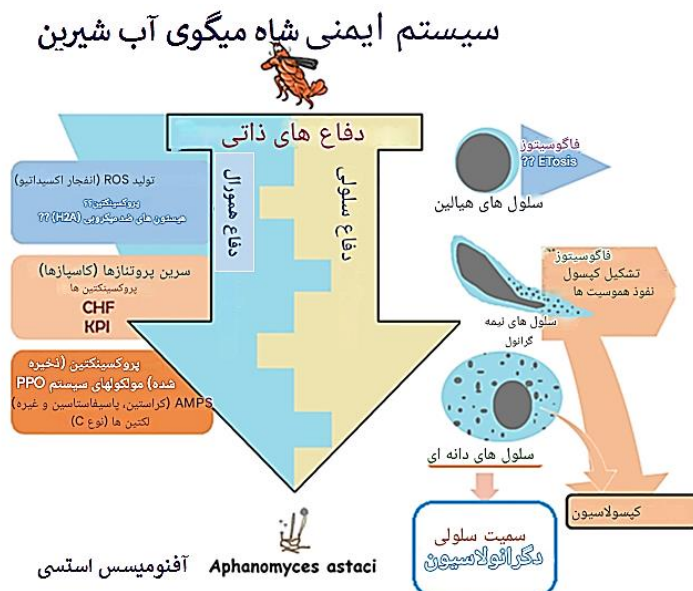 سیستم ایمنی شاه میگوی آب شیرین
دفاع های ذاتی
دفاع همورال
دفاع سلولی
تولید ROS (انفجار اکسیداتیو)
پروکسینکتین??
هیستون های ضدمیکروبی (H2A) ??
سرین پروتئازها (کاسپازها)
پروکسینکتین ها
CHF
KPI
پروکسینکتین (ذخیره
شده) مولکولهای سیستم PPO
AMPS (کراستین، پاسیفاستاسین و غیره)
لکتین ها (نوع C)
فاگوسیتوز
ETosis ??
سلول های هیالین
فاگوسیتوز
تشکیل کپسول
نفوذ هموسیت ها
سلول های نیمه
گرانول
سلول های دانه ای
کپسولاسیون
سمیت سلولی
دگرانولاسیون
آفنومیسس استسی Aphanomyces astaci